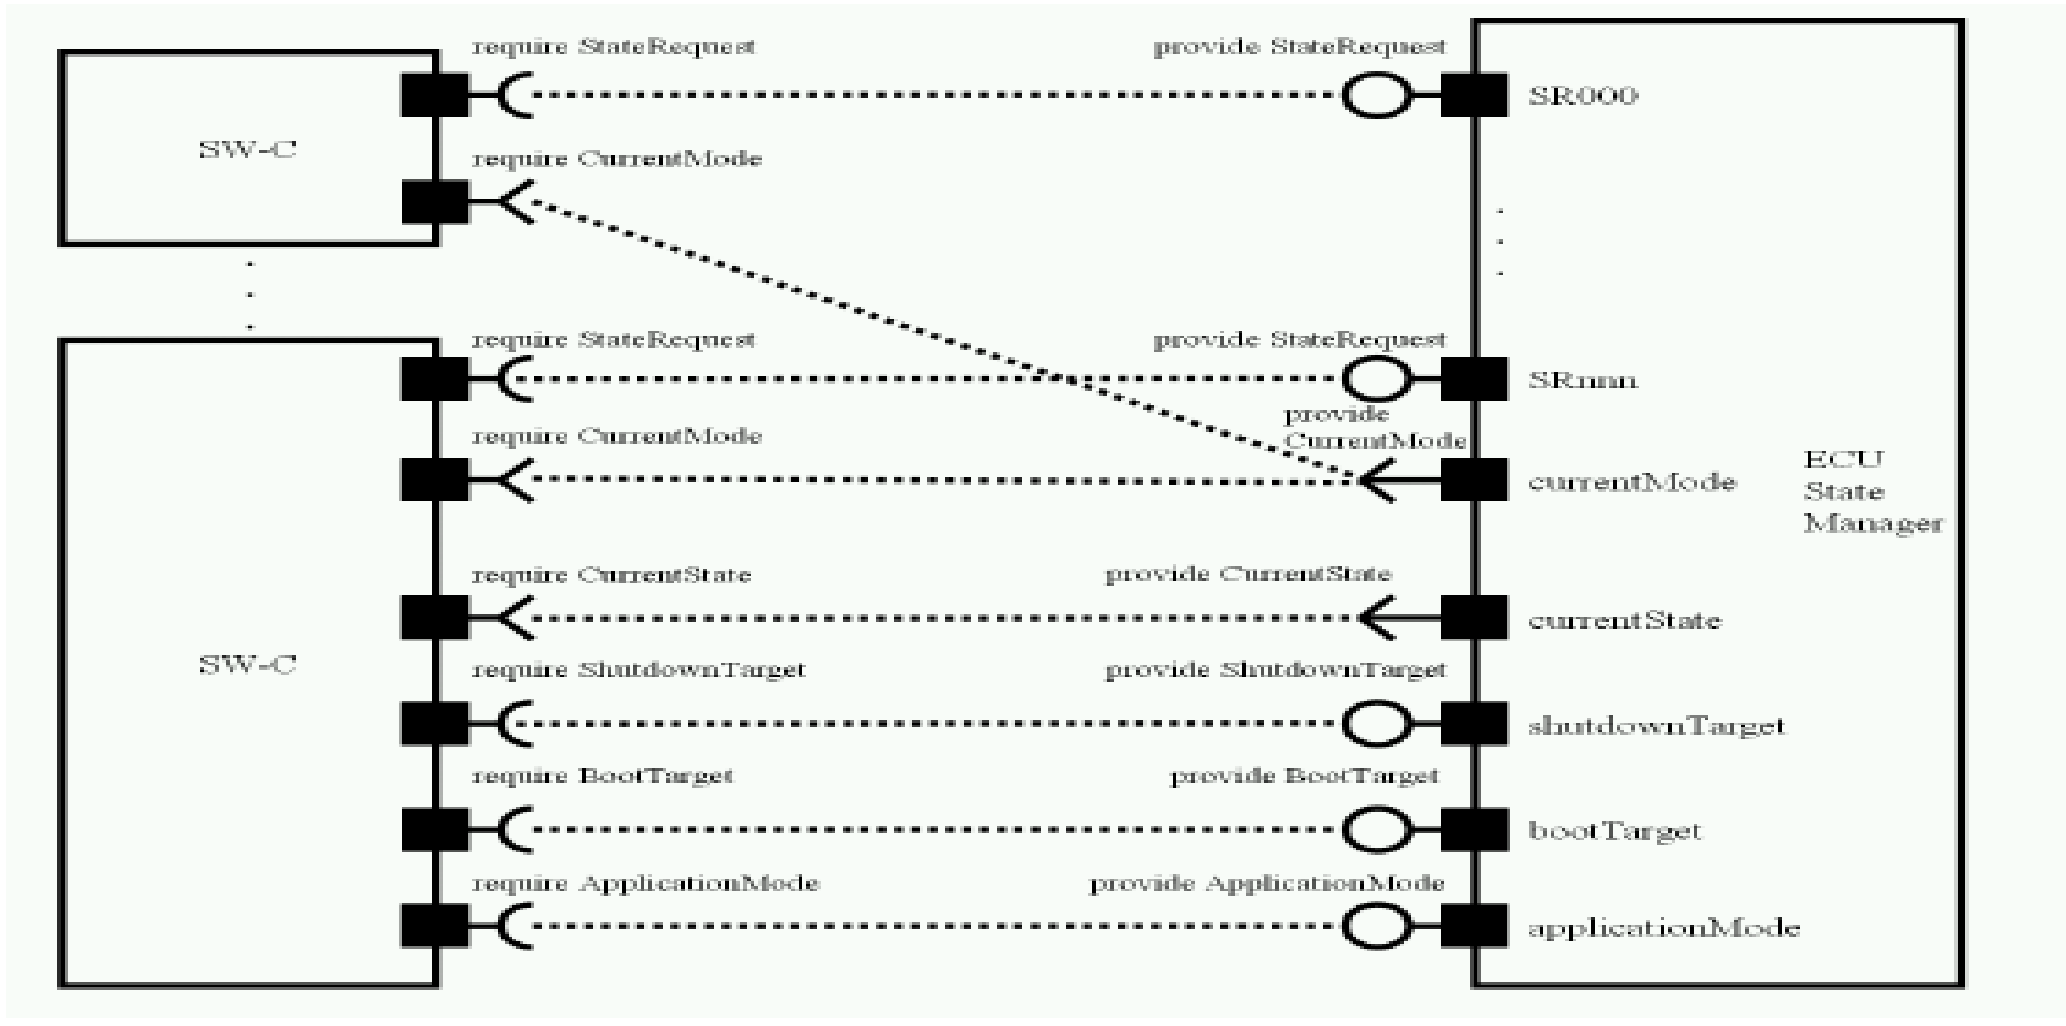 require StateRequest
provide StateRequest
SR000
SW-C
require CurrentMode
require StateRequest
provide StateRequest
SRnnn
provide
CurrentMode
require CurrentMode
currentMode
ECU
State
Manager
require CurrentState
provide CurrentState
currentState
SW-C
require ShutdownTarget
provide ShutdownTarget
shutdownTarget
require BootTarget
provide BootTarget
bootTarget
require ApplicationMode
provide ApplicationMode
applicationMode